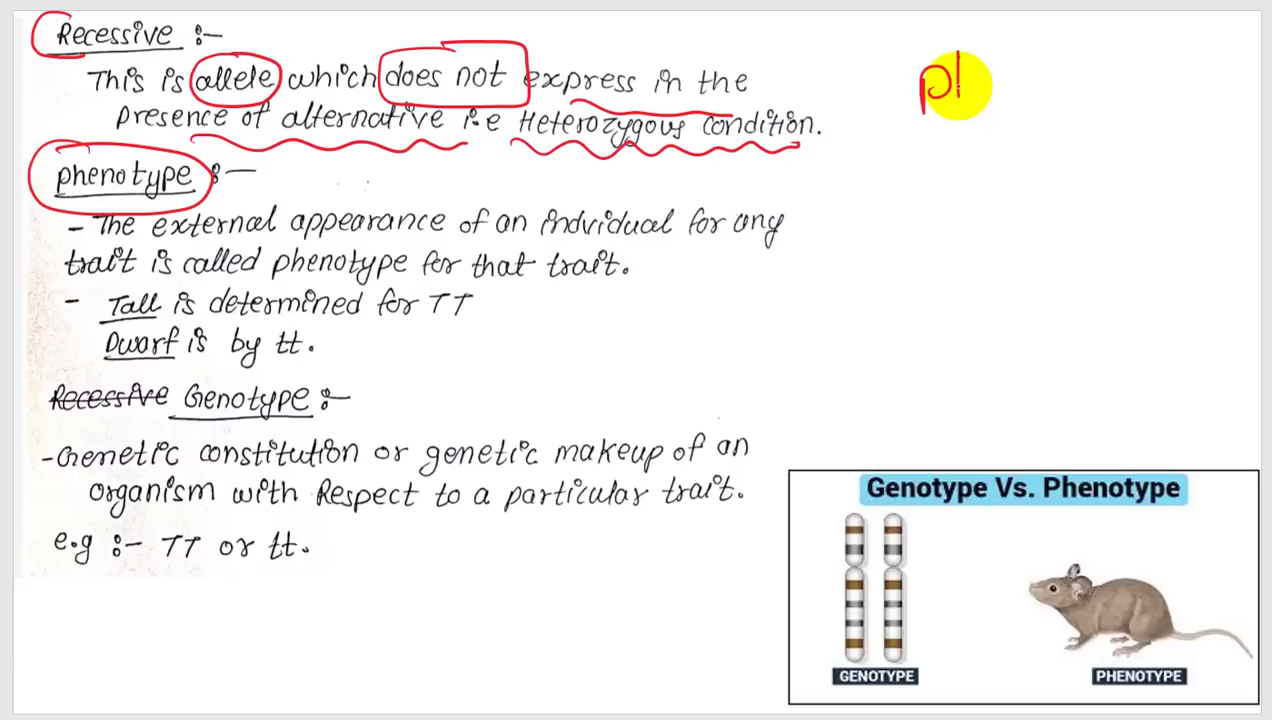 Recessive :-
This is allele which does not express in the
presence of alternative i.e Heterozygous condition.
phenotype :-
- The external appearance of an individual for any
trait is called phenotype for that trait.
- Tall is determined for TT
Dwarf is by tt.
Recessive Genotype :-
- Genetic constitution or genetic makeup of an
organism with Respect to a particular trait.
e.g :- TT or tt.
Genotype Vs. Phenotype
GENOTYPE
PHENOTYPE